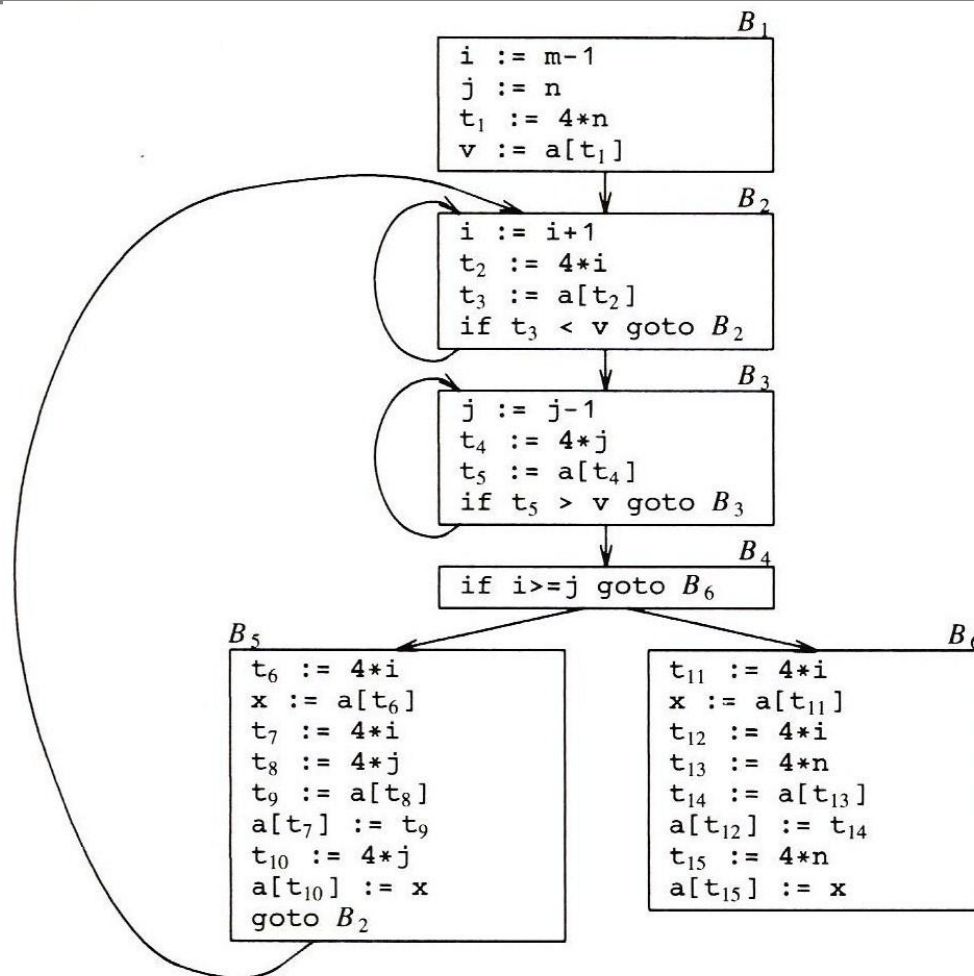 B₁
i := m-1
j := n
t₁ := 4*n
v := a[t₁]
B₂
i := i+1
t₂ := 4*i
t₃ := a[t₂]
if t₃ < v goto B₂
B₃
j := j-1
t₄ := 4*j
t₅ := a[t₄]
if t₅ > v goto B₃
B₄
if i>=j goto B₆
B₅
t₆ := 4*i
x := a[t₆]
t₇ := 4*i
t₈ := 4*j
t₉ := a[t₈]
a[t₇] := t₉
t₁₀ := 4*j
a[t₁₀] := x
goto B₂
B₆
t₁₁ := 4*i
x := a[t₁₁]
t₁₂ := 4*i
t₁₃ := 4*n
t₁₄ := a[t₁₃]
a[t₁₂] := t₁₄
t₁₅ := 4*n
a[t₁₅] := x